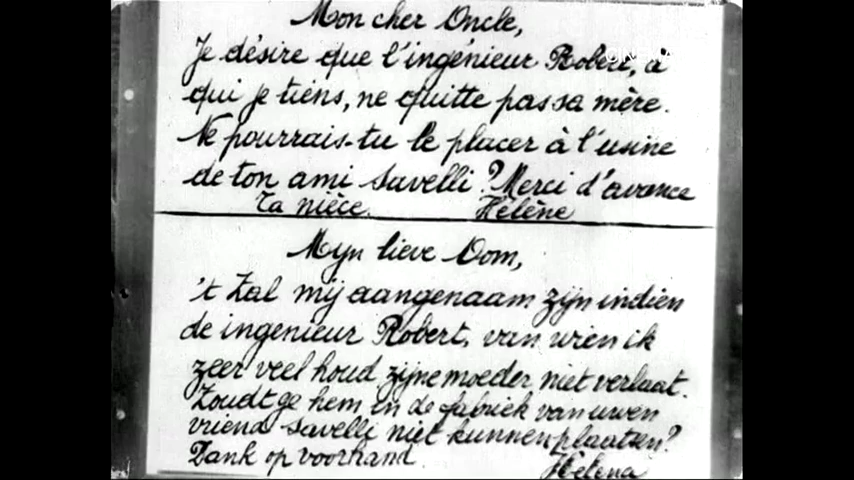 Mon cher Oncle,
Je désire que l'ingénieur Robert, à
qui je tiens, ne quitte pas sa mère.
Ne pourrais-tu le placer à l'usine
de ton ami Savelli? Merci d'avance
Ta nièce. Hélène
Mijn lieve Oom,
't Zal mij aangenaam zijn indien
de ingenieur Robert, van wien ik
zeer veel houd zijne moeder niet verlaat.
Zoudt ge hem in de fabriek van uwen
vriend Savelli niet kunnen plaatsen?
Dank op voorhand. Hélena